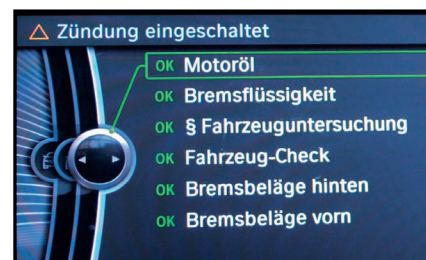 Zündung eingeschaltet
OK Motoröl
OK Bremsflüssigkeit
OK § Fahrzeuguntersuchung
OK Fahrzeug-Check
OK Bremsbeläge hinten
OK Bremsbeläge vorn